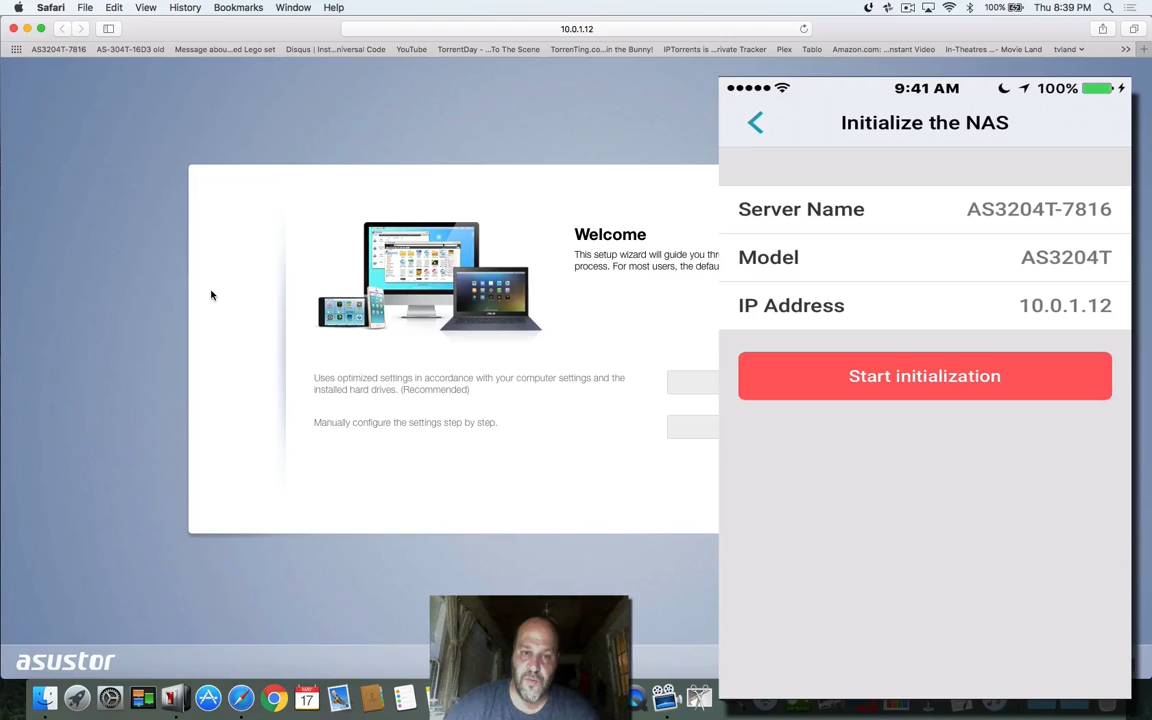 Safari File Edit View History Bookmarks Window Help 100% Thu 8:39 PM
10.0.1.12
AS3204T-7816 AS-304T-16D3 old Message abou...ed Lego set Disqus | Inst...niversal Code YouTube TorrentDay - ...To The Scene TorrenTing.co...in the Bunny! IPTorrents is ...rivate Tracker Plex Tablo Amazon.com: ...nstant Video In-Theatres ...- Movie Land tvland
9:41 AM 100%
Initialize the NAS
Server Name AS3204T-7816
Model AS3204T
IP Address 10.0.1.12
Start initialization
Welcome
This setup wizard will guide you thr
process. For most users, the defau
Uses optimized settings in accordance with your computer settings and the
installed hard drives. (Recommended)
Manually configure the settings step by step.
asustor
MAY
17